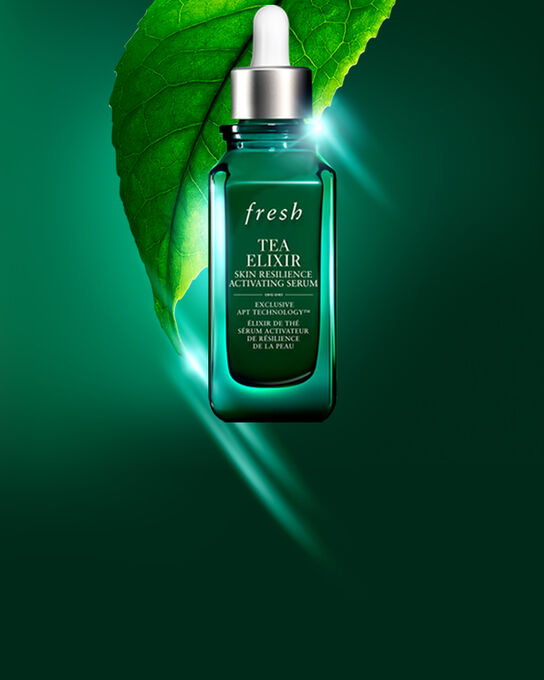 fresh
TEA
ELIXIR
SKIN RESILIENCE
ACTIVATING SERUM
EXCLUSIVE
APT TECHNOLOGY™
ÉLIXIR DE THÉ
SÉRUM ACTIVATEUR
DE RÉSILIENCE
DE LA PEAU